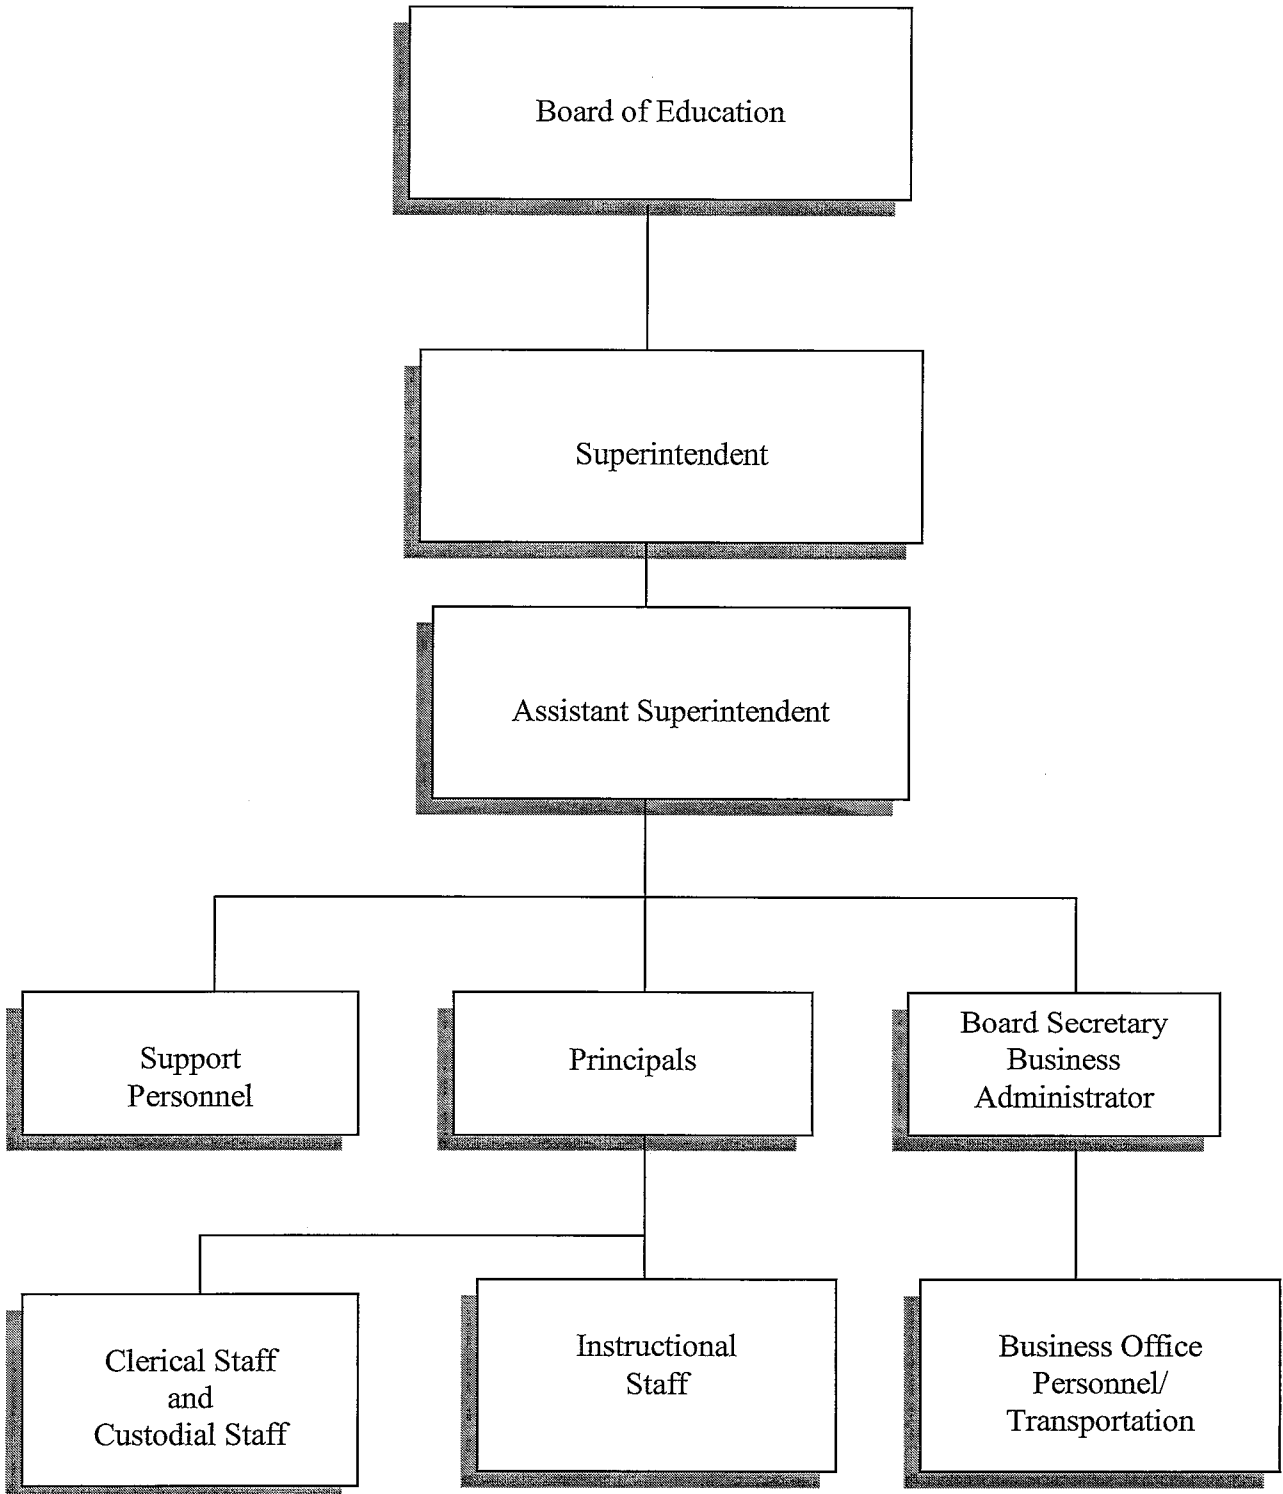 Board of Education
Superintendent
Assistant Superintendent
Support
Personnel
Principals
Board Secretary
Business
Administrator
Clerical Staff
and
Custodial Staff
Instructional
Staff
Business Office
Personnel/
Transportation